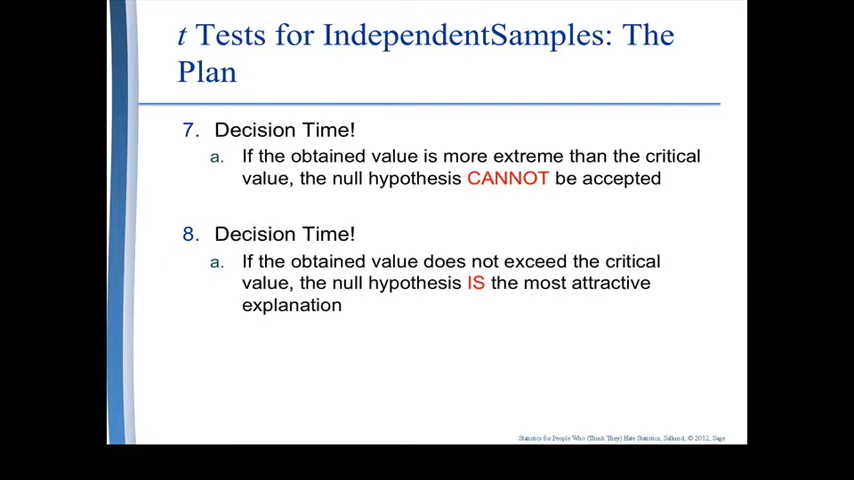 t Tests for IndependentSamples: The
Plan
7. Decision Time!
a. If the obtained value is more extreme than the critical
value, the null hypothesis CANNOT be accepted
8. Decision Time!
a. If the obtained value does not exceed the critical
value, the null hypothesis IS the most attractive
explanation
Statistics for People Who (Think They) Hate Statistics, Salkind, © 2012, Sage